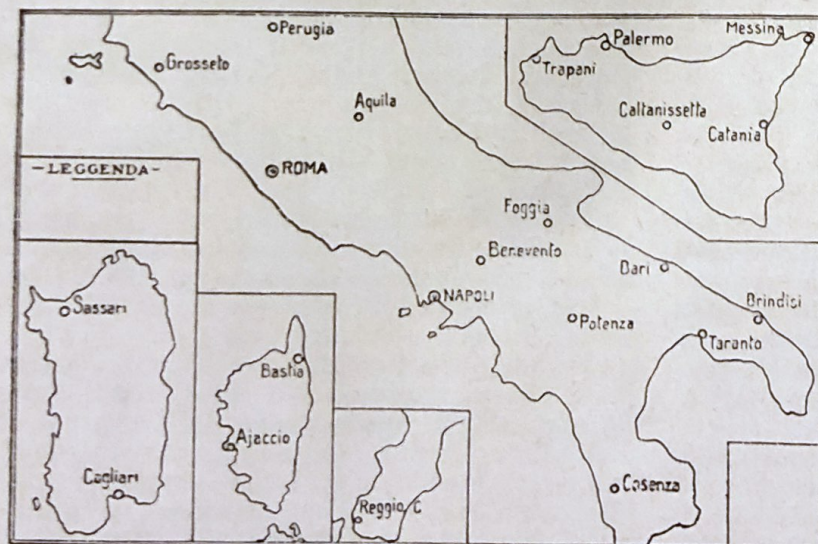 Perugia
Grosseto
Aquila
Palermo
Messina
Trapani
Caltanissetta
Catania
-LEGGENDA-
ROMA
Foggia
Benevento
Bari
NAPOLI
Brindisi
Sassari
Potenza
Taranto
Bastia
Ajaccio
Cagliari
Reggio C
Cosenza